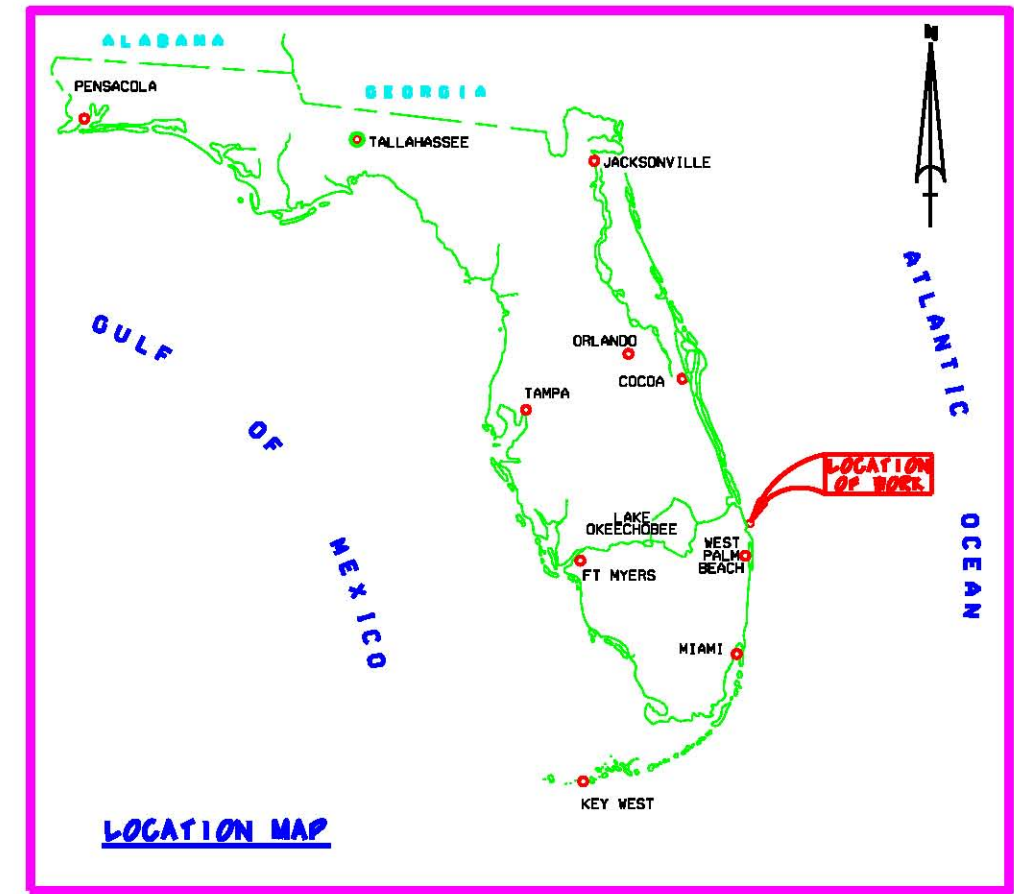 ALABAMA
N
PENSACOLA
GEORGIA
TALLAHASSEE
JACKSONVILLE
ATLANTIC
GULF
ORLANDO
COCOA
TAMPA
OF
LOCATION
OF WORK
LAKE
OKEECHOBEE
OCEAN
WEST
PALM
BEACH
MEXICO
FT MYERS
MIAMI
KEY WEST
LOCATION MAP